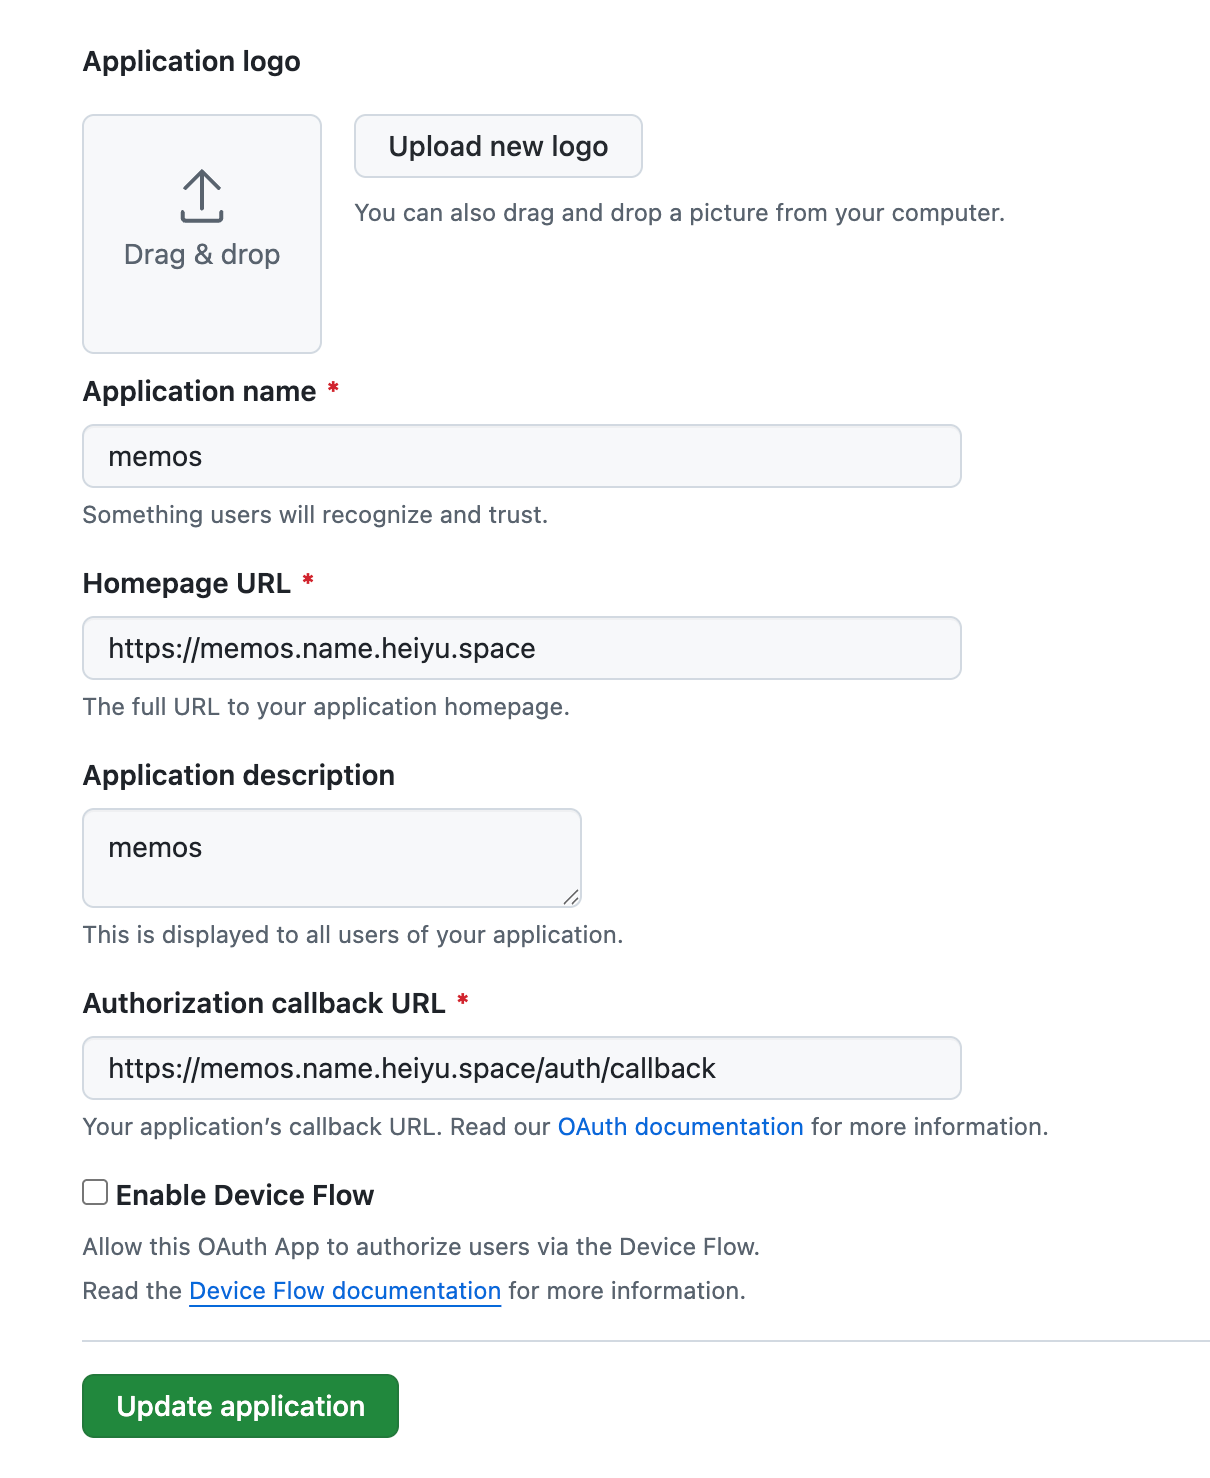 Application logo
Upload new logo
You can also drag and drop a picture from your computer.
Drag & drop
Application name *
memos
Something users will recognize and trust.
Homepage URL *
https://memos.name.heiyu.space
The full URL to your application homepage.
Application description
memos
This is displayed to all users of your application.
Authorization callback URL *
https://memos.name.heiyu.space/auth/callback
Your application’s callback URL. Read our OAuth documentation for more information.
Enable Device Flow
Allow this OAuth App to authorize users via the Device Flow.
Read the Device Flow documentation for more information.
Update application